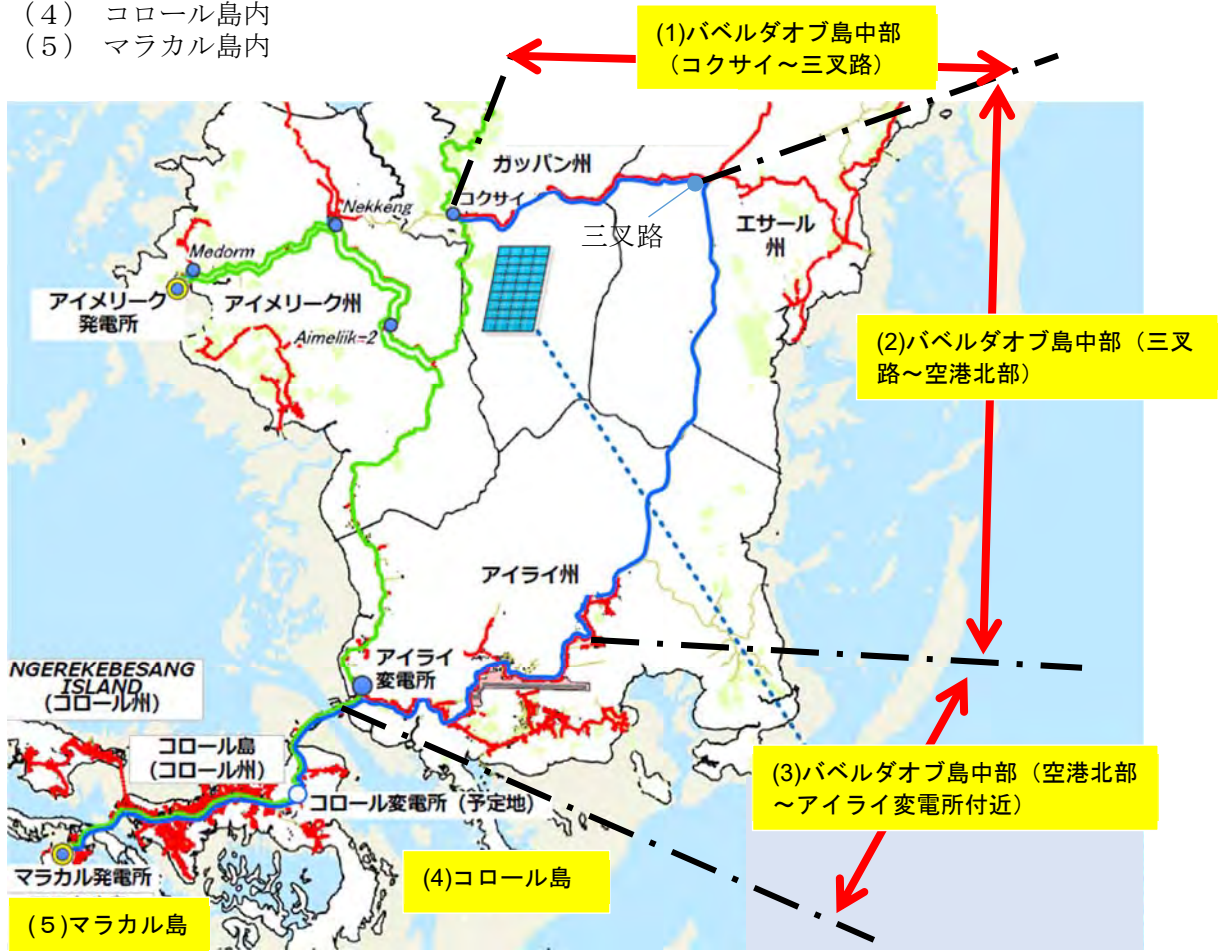 （４） コロール島内
（５） マラカル島内
(1)バベルダオブ島中部
（コクサイ～三叉路）
ガッパン州
コクサイ
Nekkeng
三叉路
エサール
州
Medorm
アイメリーク
発電所
アイメリーク州
Aimeliik-2
(2)バベルダオブ島中部（三叉
路～空港北部）
アイライ州
アイライ
変電所
NGEREKEBESANG
ISLAND
(コロール州)
コロール島
(コロール州)
コロール変電所（予定地）
(3)バベルダオブ島中部（空港北部
～アイライ変電所付近）
マラカル発電所
(4)コロール島
(５)マラカル島